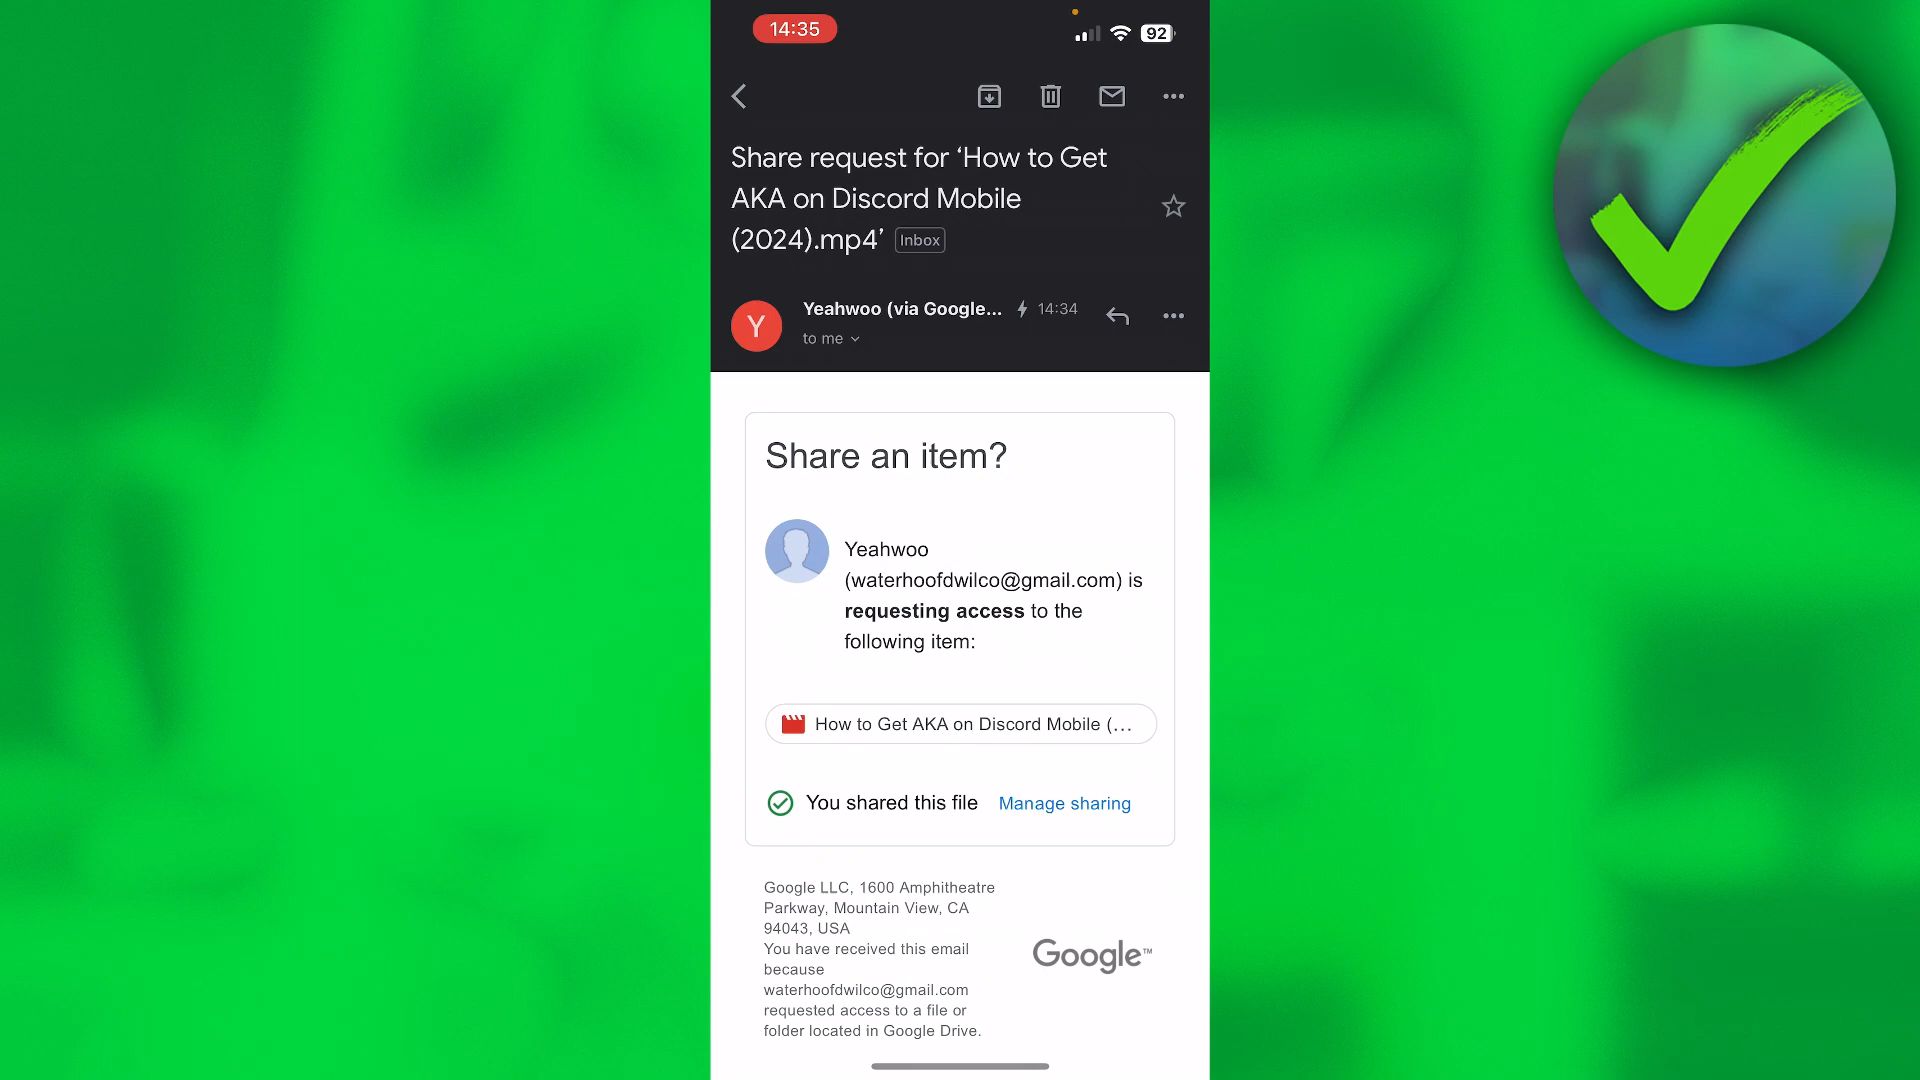 14:35
92
Share request for ‘How to Get
AKA on Discord Mobile
(2024).mp4’ Inbox
Y
Yeahwoo (via Google... 14:34
to me
Share an item?
Yeahwoo
(waterhoofdwilco@gmail.com) is
requesting access to the
following item:
How to Get AKA on Discord Mobile (...
You shared this file Manage sharing
Google LLC, 1600 Amphitheatre
Parkway, Mountain View, CA
94043, USA
You have received this email
because
waterhoofdwilco@gmail.com
requested access to a file or
folder located in Google Drive.
Google™